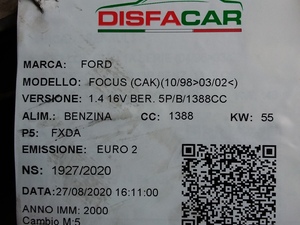 DISFACAR
MARCA: FORD
MODELLO: FOCUS (CAK)(10/98>03/02<)
VERSIONE: 1.4 16V BER. 5P/B/1388CC
ALIM.: BENZINA CC: 1388 KW: 55
P5: FXDA
EMISSIONE: EURO 2
NS: 1927/2020
DATA:27/08/2020 16:11:00
ANNO IMM: 2000
Cambio M:5